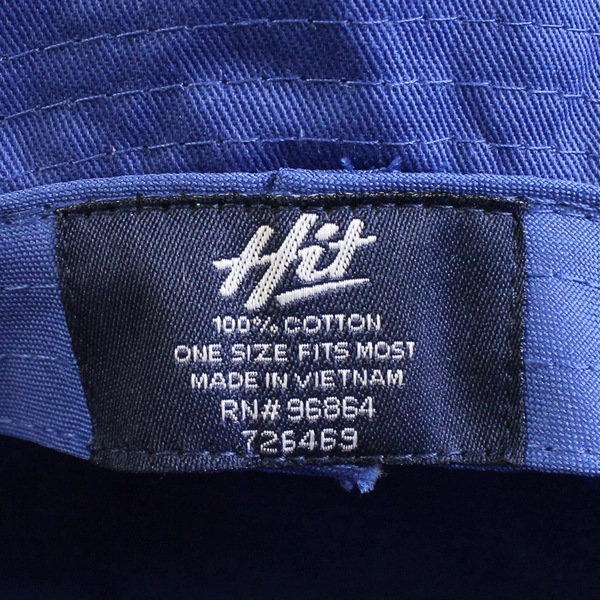 Hit
100% COTTON
ONE SIZE FITS MOST
MADE IN VIETNAM
RN# 96864
726469